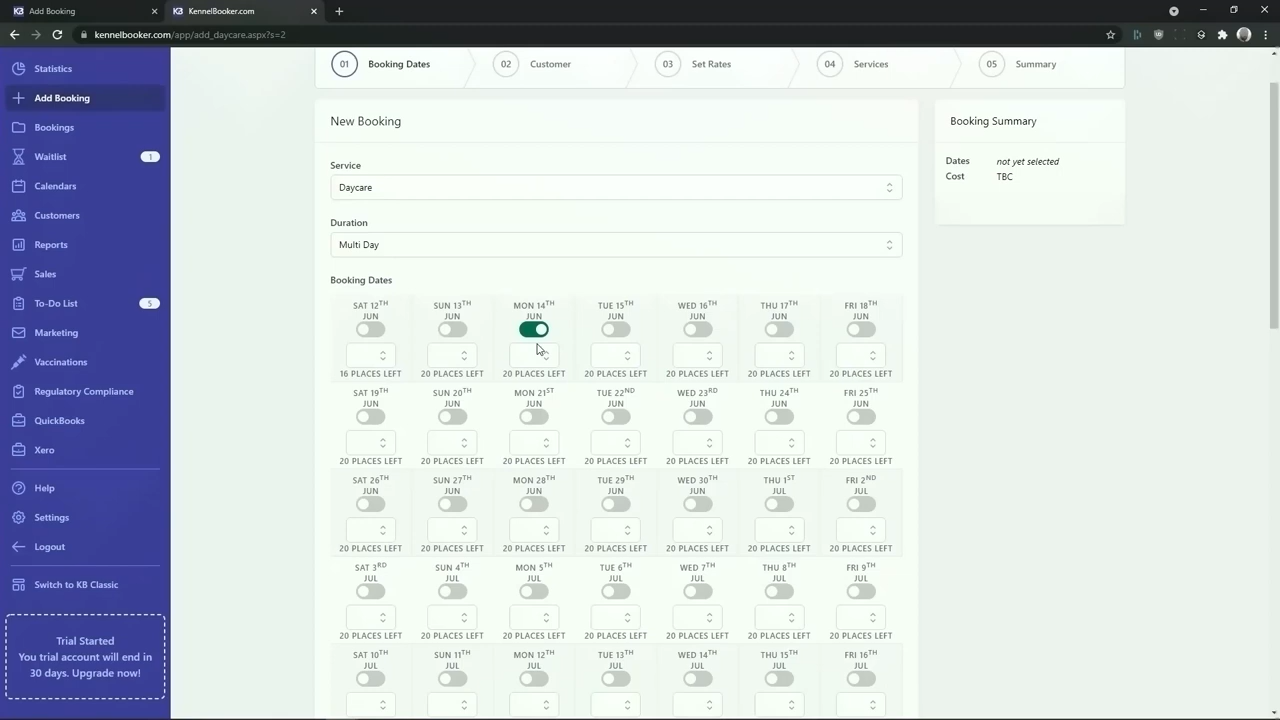 Add Booking
KennelBooker.com
kennelbooker.com/app/add_daycare.aspx?s=2
Statistics
Add Booking
Bookings
Waitlist 1
Calendars
Customers
Reports
Sales
To-Do List 5
Marketing
Vaccinations
Regulatory Compliance
QuickBooks
Xero
Help
Settings
Logout
Switch to KB Classic
Trial Started
You trial account will end in
30 days. Upgrade now!
01 Booking Dates 02 Customer 03 Set Rates 04 Services 05 Summary
New Booking
Service
Daycare
Duration
Multi Day
Booking Dates
SAT 12TH SUN 13TH MON 14TH TUE 15TH WED 16TH THU 17TH FRI 18TH
JUN JUN JUN JUN JUN JUN JUN
16 PLACES LEFT 20 PLACES LEFT 20 PLACES LEFT 20 PLACES LEFT 20 PLACES LEFT 20 PLACES LEFT 20 PLACES LEFT
SAT 19TH SUN 20TH MON 21ST TUE 22ND WED 23RD THU 24TH FRI 25TH
JUN JUN JUN JUN JUN JUN JUN
20 PLACES LEFT 20 PLACES LEFT 20 PLACES LEFT 20 PLACES LEFT 20 PLACES LEFT 20 PLACES LEFT 20 PLACES LEFT
SAT 26TH SUN 27TH MON 28TH TUE 29TH WED 30TH THU 1ST FRI 2ND
JUN JUN JUN JUN JUN JUL JUL
20 PLACES LEFT 20 PLACES LEFT 20 PLACES LEFT 20 PLACES LEFT 20 PLACES LEFT 20 PLACES LEFT 20 PLACES LEFT
SAT 3RD SUN 4TH MON 5TH TUE 6TH WED 7TH THU 8TH FRI 9TH
JUL JUL JUL JUL JUL JUL JUL
20 PLACES LEFT 20 PLACES LEFT 20 PLACES LEFT 20 PLACES LEFT 20 PLACES LEFT 20 PLACES LEFT 20 PLACES LEFT
SAT 10TH SUN 11TH MON 12TH TUE 13TH WED 14TH THU 15TH FRI 16TH
JUL JUL JUL JUL JUL JUL JUL
Booking Summary
Dates not yet selected
Cost TBC